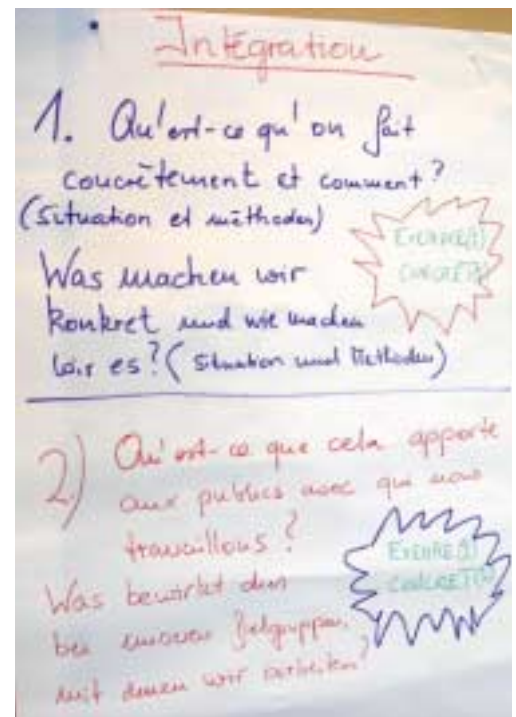 Intégration
1. Qu'est-ce qu'on fait
concrètement et comment?
(Situation et méthodes)
EXEMPLE(S)
CONCRET(S)
Was machen wir
konkret und wie machen
wir es? (Situation und Methoden)
2) Qu'est-ce que cela apporte
aux publics avec qui nous
travaillons?
EXEMPLE(S)
CONCRET(S)
Was bewirkt den
bei unseren Zielgruppen,
mit denen wir arbeiten?